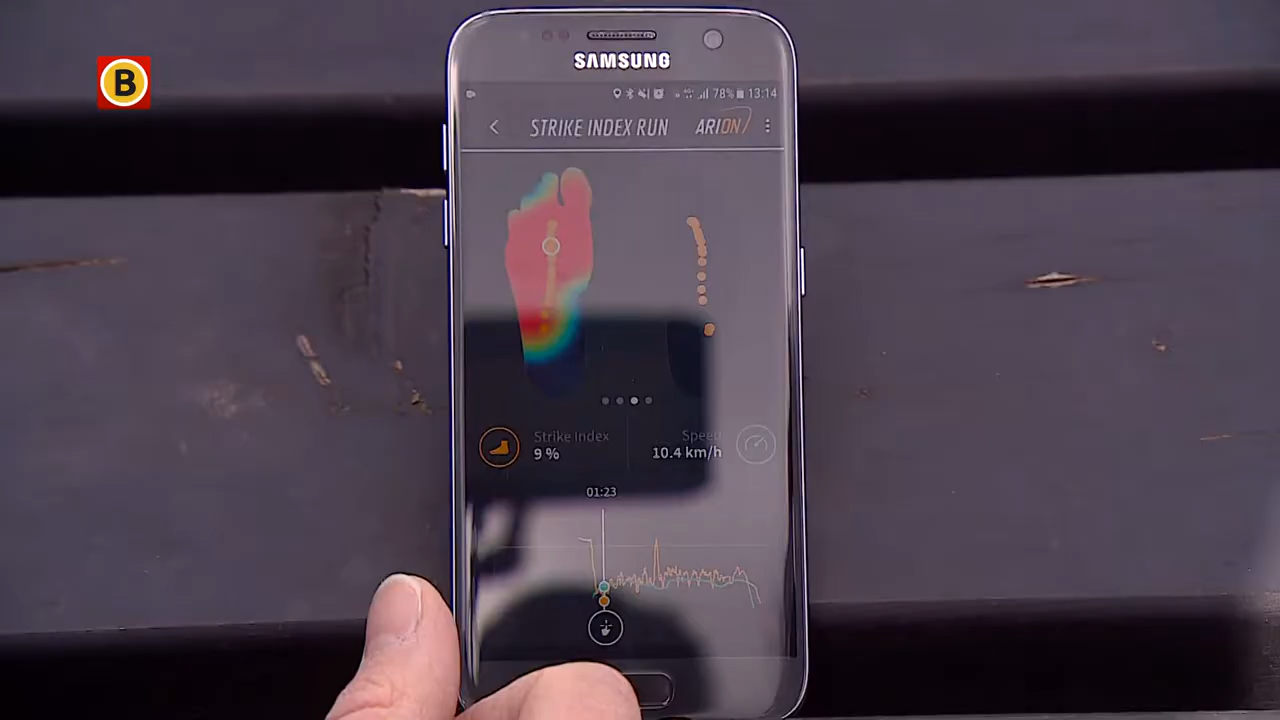 B
SAMSUNG
78% 13:14
STRIKE INDEX RUN ARION
Strike Index
9 %
Speed
10.4 km/h
01:23